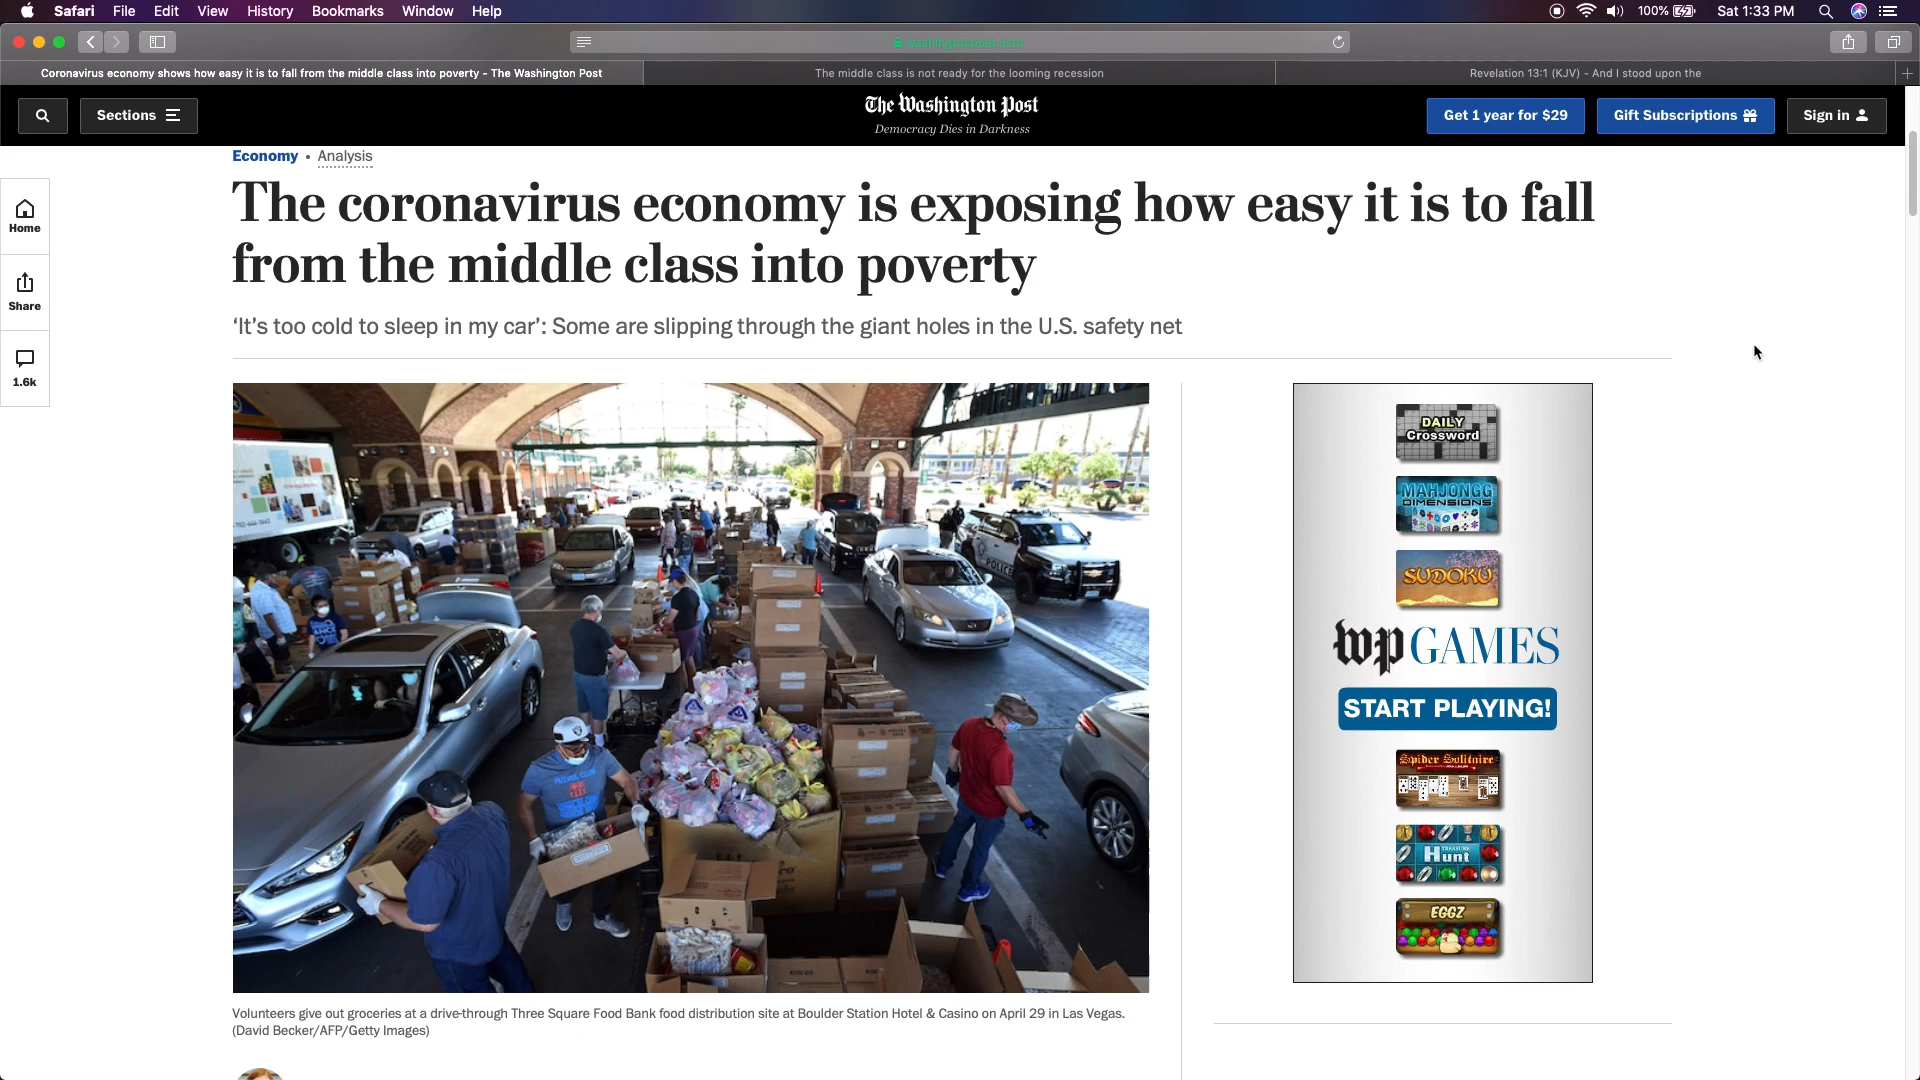 Safari File Edit View History Bookmarks Window Help
100% Sat 1:33 PM
washingtonpost.com
Coronavirus economy shows how easy it is to fall from the middle class into poverty - The Washington Post
The middle class is not ready for the looming recession
Revelation 13:1 (KJV) - And I stood upon the
Sections
The Washington Post
Democracy Dies in Darkness
Get 1 year for $29
Gift Subscriptions
Sign in
Home
Share
1.6k
Economy • Analysis
The coronavirus economy is exposing how easy it is to fall
from the middle class into poverty
‘It’s too cold to sleep in my car’: Some are slipping through the giant holes in the U.S. safety net
POLICE
DAILY
Crossword
MAHJONGG
DIMENSIONS
SUDOKU
wp GAMES
START PLAYING!
Spider Solitaire
TREASURE
Hunt
EGGZ
Volunteers give out groceries at a drive-through Three Square Food Bank food distribution site at Boulder Station Hotel & Casino on April 29 in Las Vegas.
(David Becker/AFP/Getty Images)